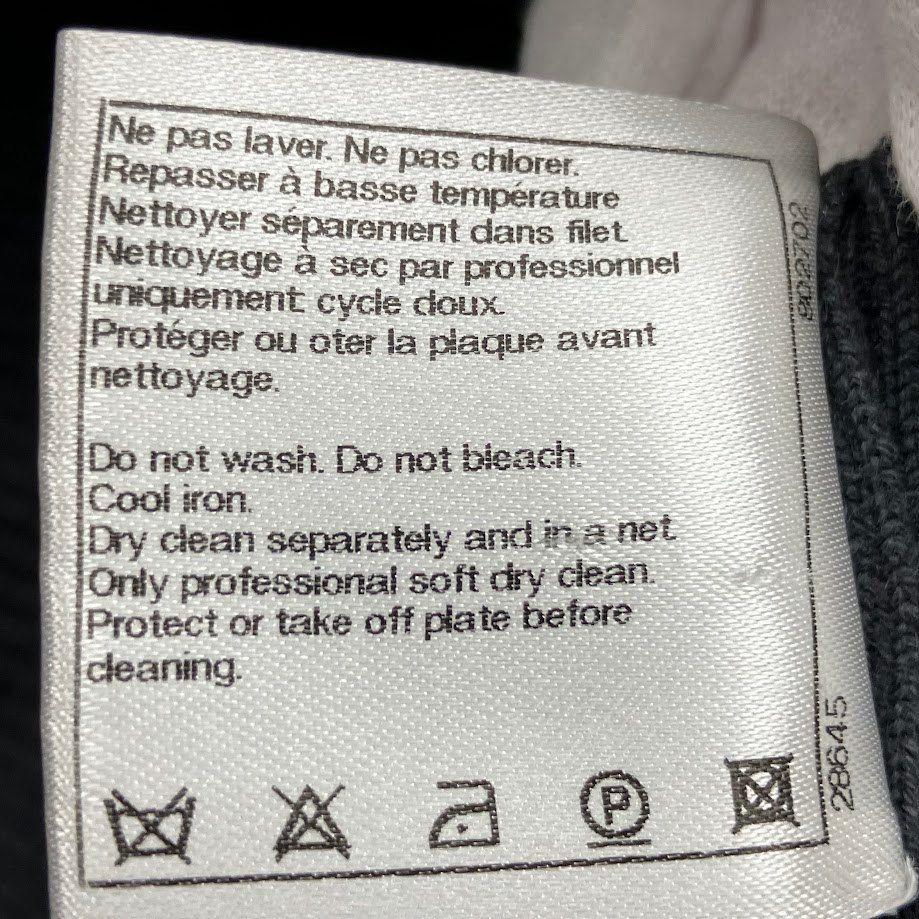 Ne pas laver. Ne pas chlorer.
Repasser à basse température
Nettoyer séparement dans filet
Nettoyage à sec par professionnel
uniquement cycle doux.
Protéger ou oter la plaque avant
nettoyage.
Do not wash. Do not bleach.
Cool iron.
Dry clean separately and in a net
Only professional soft dry clean.
Protect or take off plate before
cleaning.
P
28645